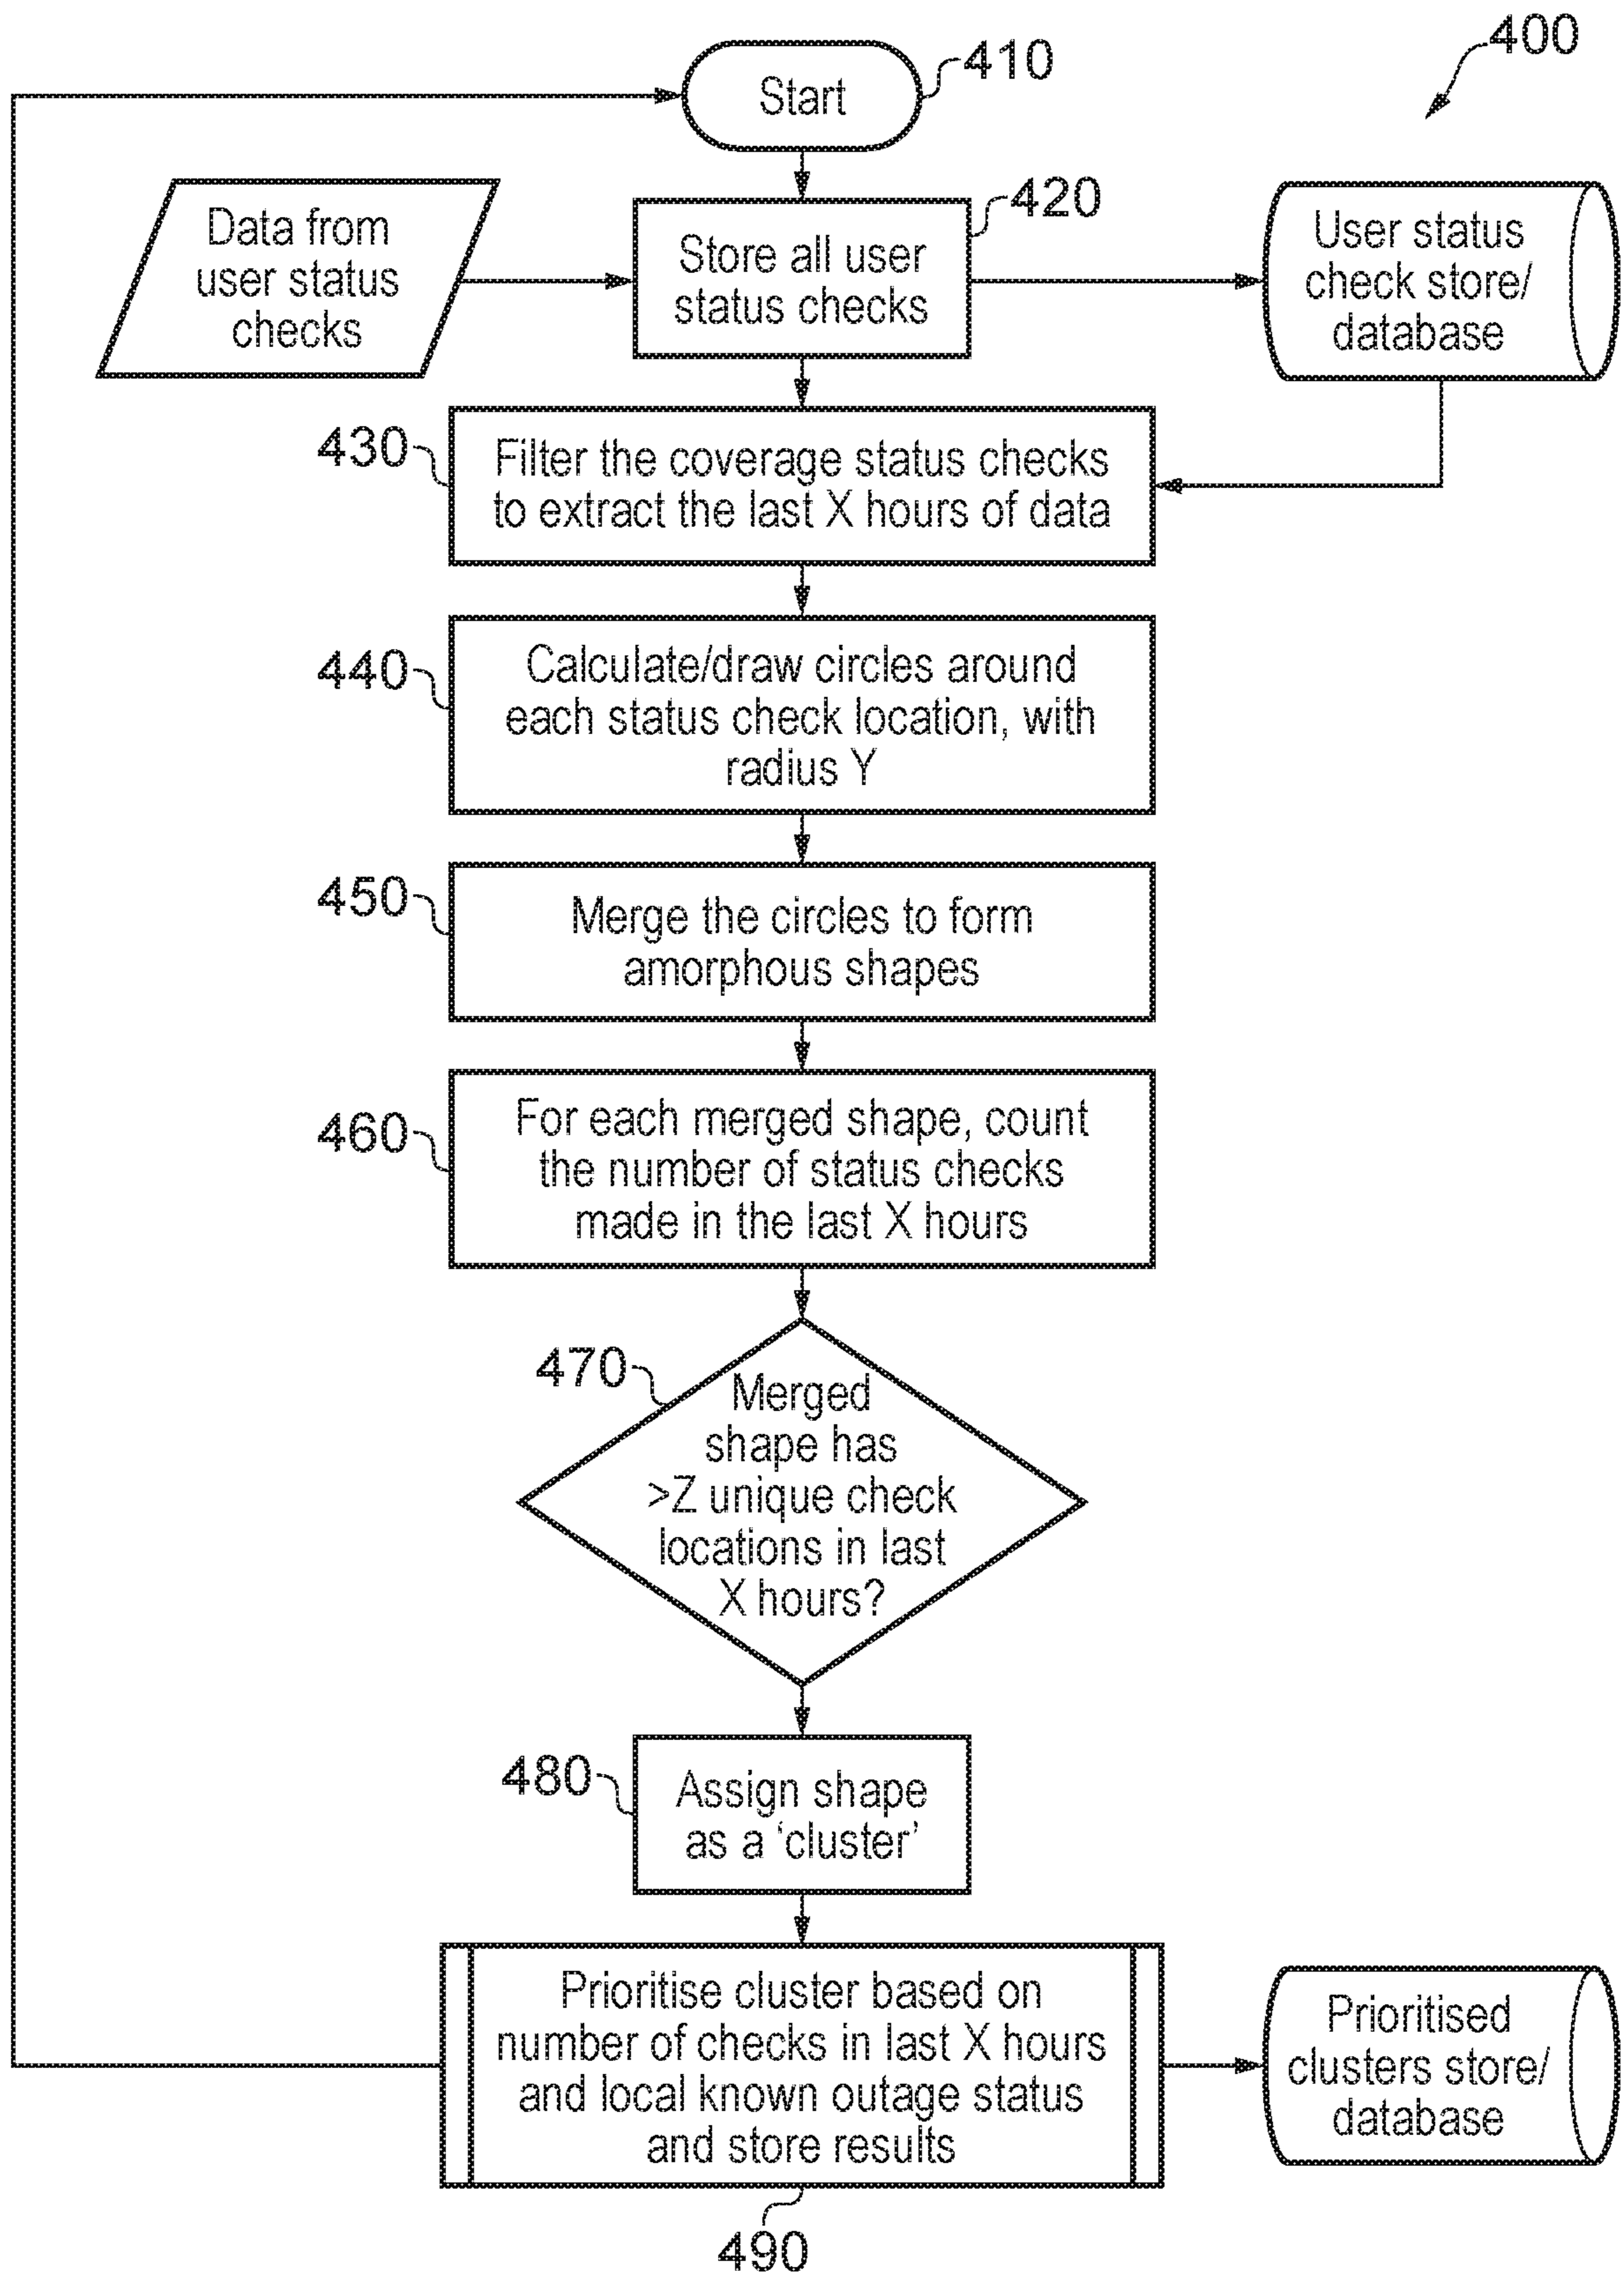 400
410
Start
Data from
user status
checks
420
Store all user
status checks
User status
check store/
database
430
Filter the coverage status checks
to extract the last X hours of data
440
Calculate/draw circles around
each status check location, with
radius Y
450
Merge the circles to form
amorphous shapes
460
For each merged shape, count
the number of status checks
made in the last X hours
470
Merged
shape has
>Z unique check
locations in last
X hours?
480
Assign shape
as a ‘cluster’
Prioritise cluster based on
number of checks in last X hours
and local known outage status
and store results
490
Prioritised
clusters store/
database